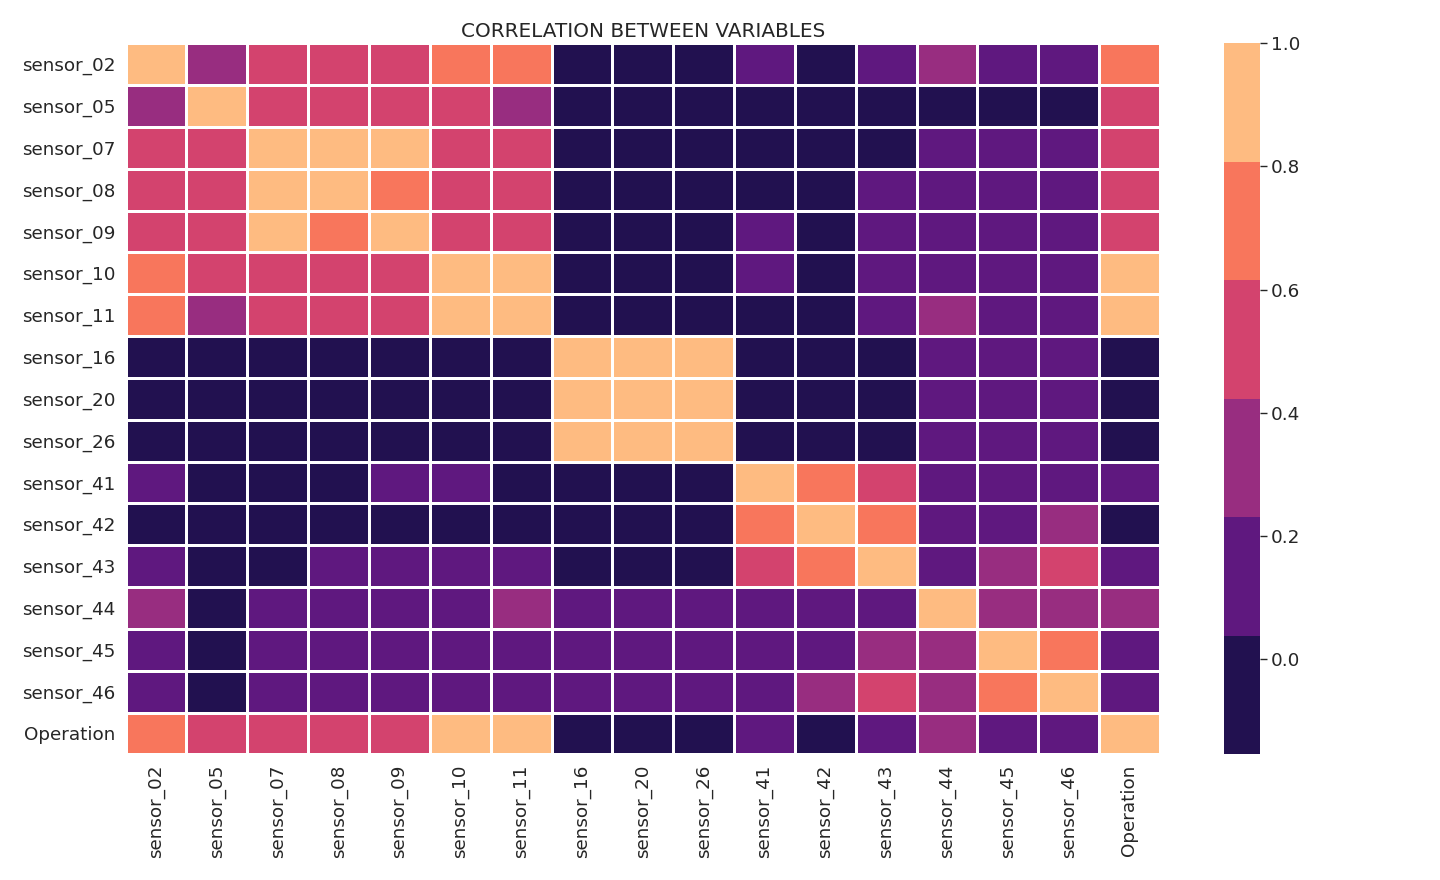 CORRELATION BETWEEN VARIABLES
sensor_02
sensor_05
sensor_07
sensor_08
sensor_09
sensor_10
sensor_11
sensor_16
sensor_20
sensor_26
sensor_41
sensor_42
sensor_43
sensor_44
sensor_45
sensor_46
Operation
sensor_02
sensor_05
sensor_07
sensor_08
sensor_09
sensor_10
sensor_11
sensor_16
sensor_20
sensor_26
sensor_41
sensor_42
sensor_43
sensor_44
sensor_45
sensor_46
Operation
1.0
0.8
0.6
0.4
0.2
0.0